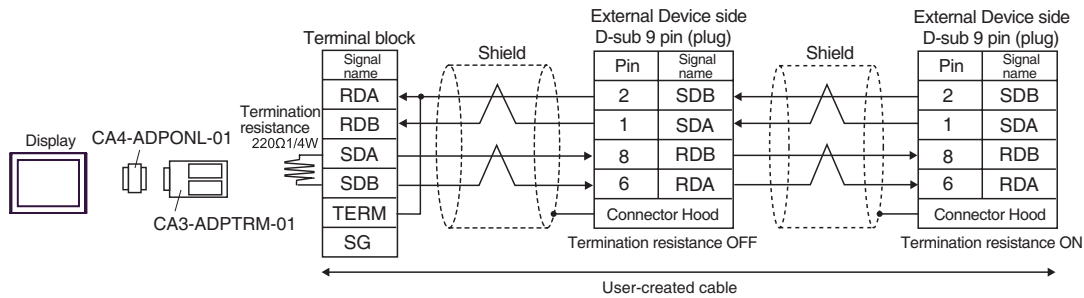 External Device side
D-sub 9 pin (plug)
External Device side
D-sub 9 pin (plug)
Terminal block
Shield
Shield
Signal name
Pin
Signal name
Pin
Signal name
RDA
2
SDB
2
SDB
RDB
1
SDA
1
SDA
Termination resistance
220Ω1/4W
SDA
8
RDB
8
RDB
SDB
6
RDA
6
RDA
Display
CA4-ADPONL-01
CA3-ADPTRM-01
TERM
Connector Hood
Connector Hood
SG
Termination resistance OFF
Termination resistance ON
User-created cable